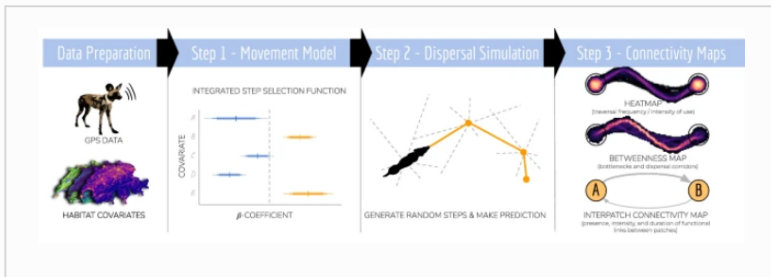 Data Preparation
Step 1 - Movement Model
Step 2 - Dispersal Simulation
Step 3 - Connectivity Maps
GPS DATA
HABITAT COVARIATES
INTEGRATED STEP SELECTION FUNCTION
COVARIATE
β-COEFFICIENT
GENERATE RANDOM STEPS & MAKE PREDICTION
HEATMAP
(traverse frequency / intensity of use)
BETWEENNESS MAP
(bottlenecks and dispersal corridors)
A
B
INTERPATCH CONNECTIVITY MAP
(presence, intensity, and duration of functional
links between patches)